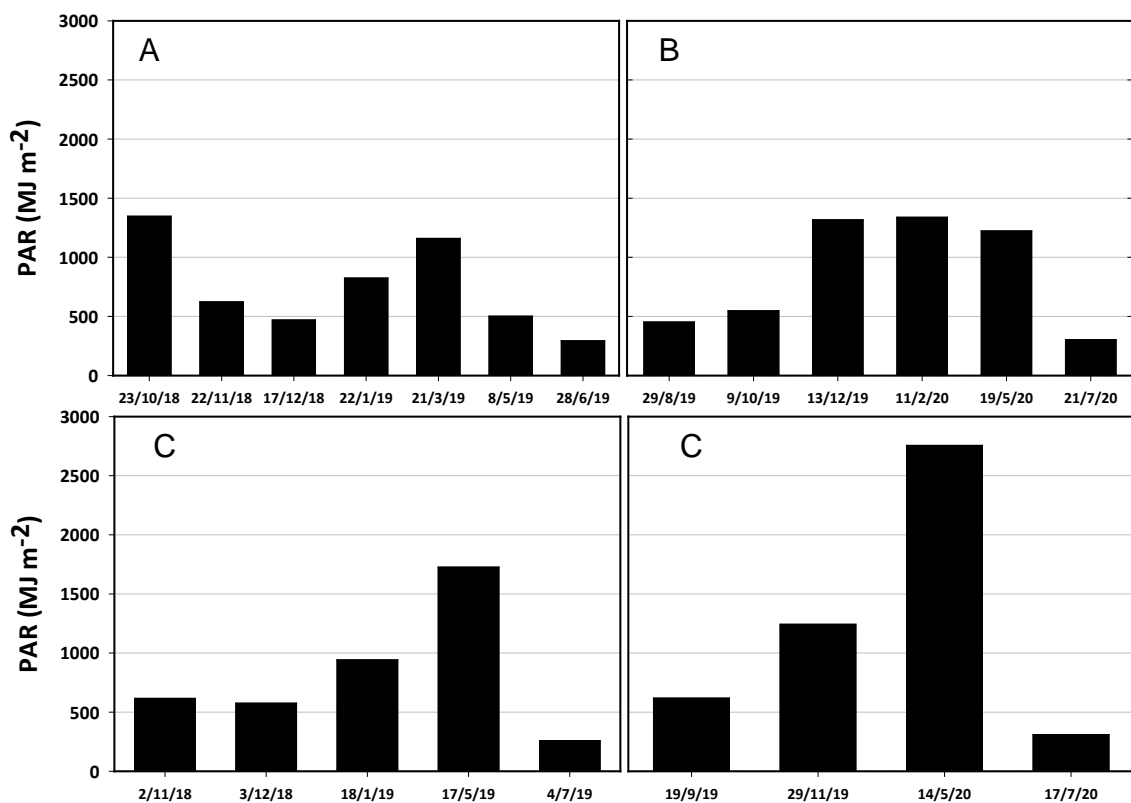 A
B
PAR (MJ m-2)
3000
2500
2000
1500
1000
500
0
23/10/18 22/11/18 17/12/18 22/1/19 21/3/19 8/5/19 28/6/19
29/8/19 9/10/19 13/12/19 11/2/20 19/5/20 21/7/20
C
C
PAR (MJ m-2)
3000
2500
2000
1500
1000
500
0
2/11/18 3/12/18 18/1/19 17/5/19 4/7/19
19/9/19 29/11/19 14/5/20 17/7/20